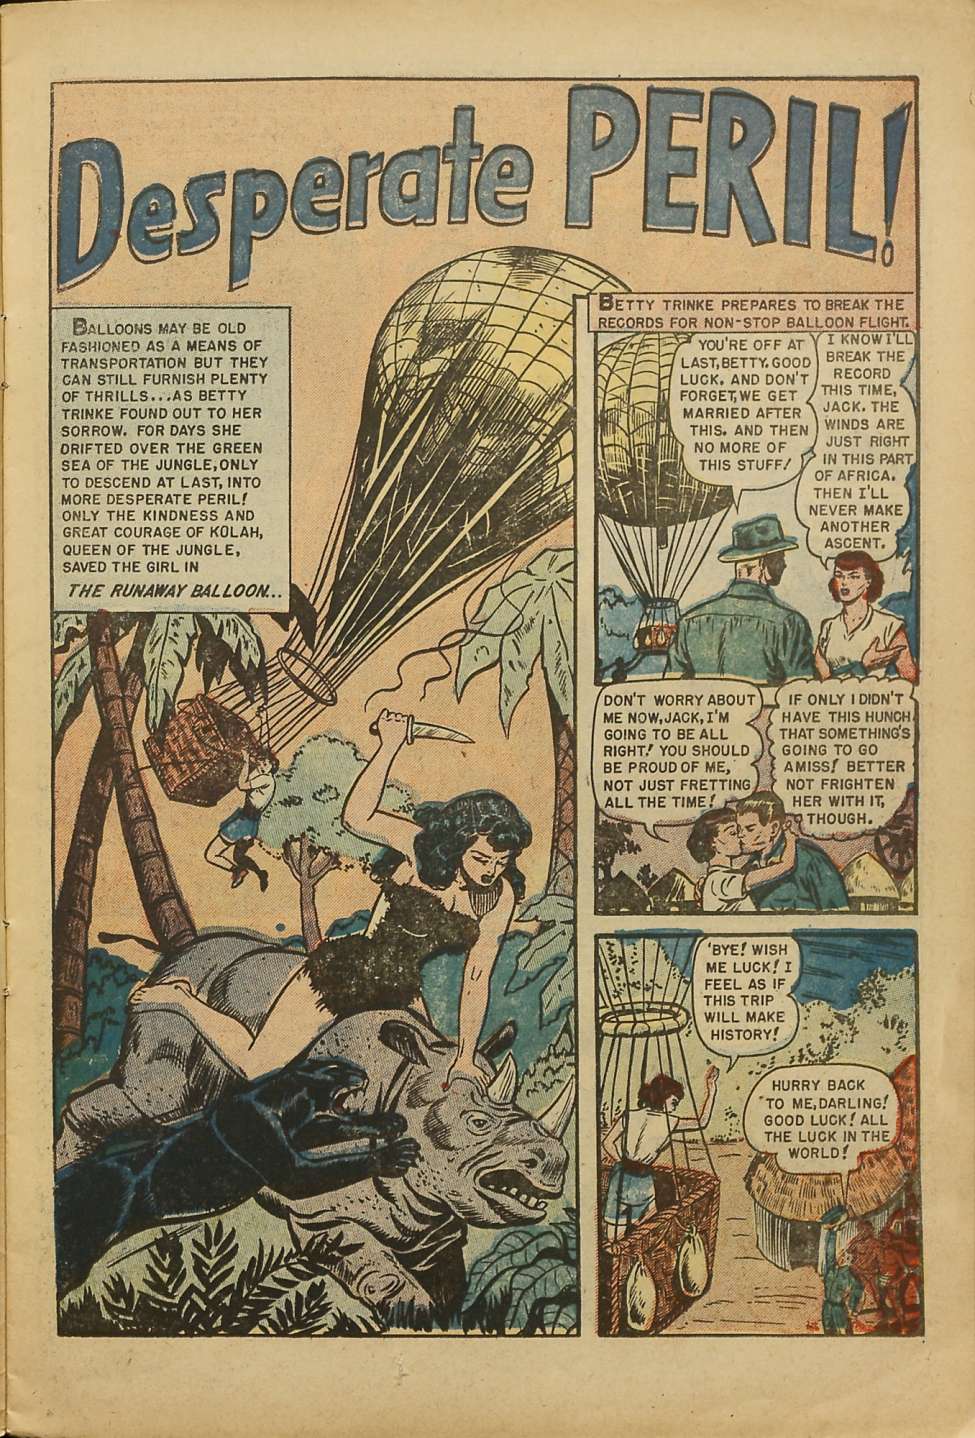 Desperate PERIL!
BALLOONS MAY BE OLD
FASHIONED AS A MEANS OF
TRANSPORTATION BUT THEY
CAN STILL FURNISH PLENTY
OF THRILLS...AS BETTY
TRINKE FOUND OUT TO HER
SORROW. FOR DAYS SHE
DRIFTED OVER THE GREEN
SEA OF THE JUNGLE, ONLY
TO DESCEND AT LAST, INTO
MORE DESPERATE PERIL!
ONLY THE KINDNESS AND
GREAT COURAGE OF KOLAH,
QUEEN OF THE JUNGLE,
SAVED THE GIRL IN
THE RUNAWAY BALLOON...
BETTY TRINKE PREPARES TO BREAK THE
RECORDS FOR NON-STOP BALLOON FLIGHT.
YOU'RE OFF AT
LAST, BETTY. GOOD
LUCK. AND DON'T
FORGET, WE GET
MARRIED AFTER
THIS. AND THEN
NO MORE OF
THIS STUFF!
I KNOW I'LL
BREAK THE
RECORD
THIS TIME,
JACK. THE
WINDS ARE
JUST RIGHT
IN THIS PART
OF AFRICA.
THEN I'LL
NEVER MAKE
ANOTHER
ASCENT.
DON'T WORRY ABOUT
ME NOW, JACK, I'M
GOING TO BE ALL
RIGHT! YOU SHOULD
BE PROUD OF ME,
NOT JUST FRETTING
ALL THE TIME!
IF ONLY I DIDN'T
HAVE THIS HUNCH
THAT SOMETHING'S
GOING TO GO
AMISS! BETTER
NOT FRIGHTEN
HER WITH IT,
THOUGH.
'BYE! WISH
ME LUCK! I
FEEL AS IF
THIS TRIP
WILL MAKE
HISTORY!
HURRY BACK
TO ME, DARLING!
GOOD LUCK! ALL
THE LUCK IN THE
WORLD!